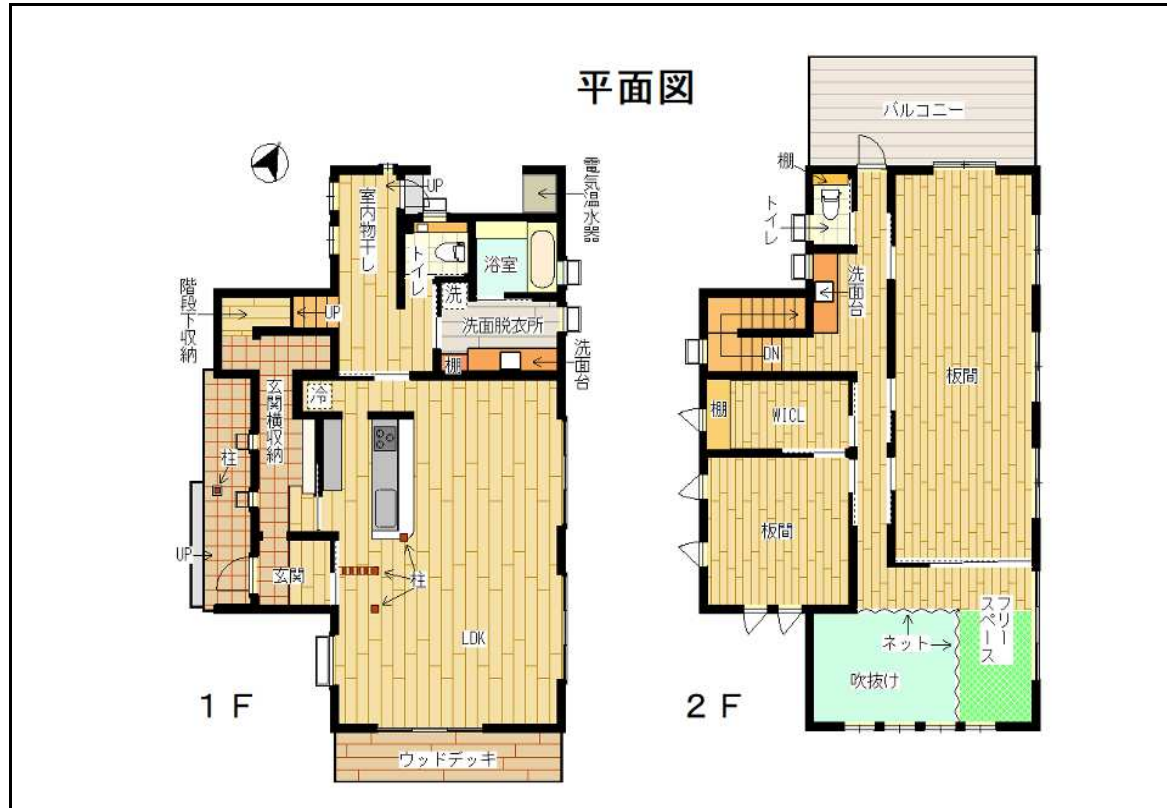 平面図
室内物干し
UP
電気温水器
トイレ
浴室
洗
洗面脱衣所
棚
洗面台
階段下収納
UP
玄関横収納
冷
柱
UP
玄関
柱
LDK
1F
ウッドデッキ
バルコニー
棚
トイレ
洗面台
DN
板間
棚
WICL
板間
フリー
スペース
ネット
吹抜け
2F